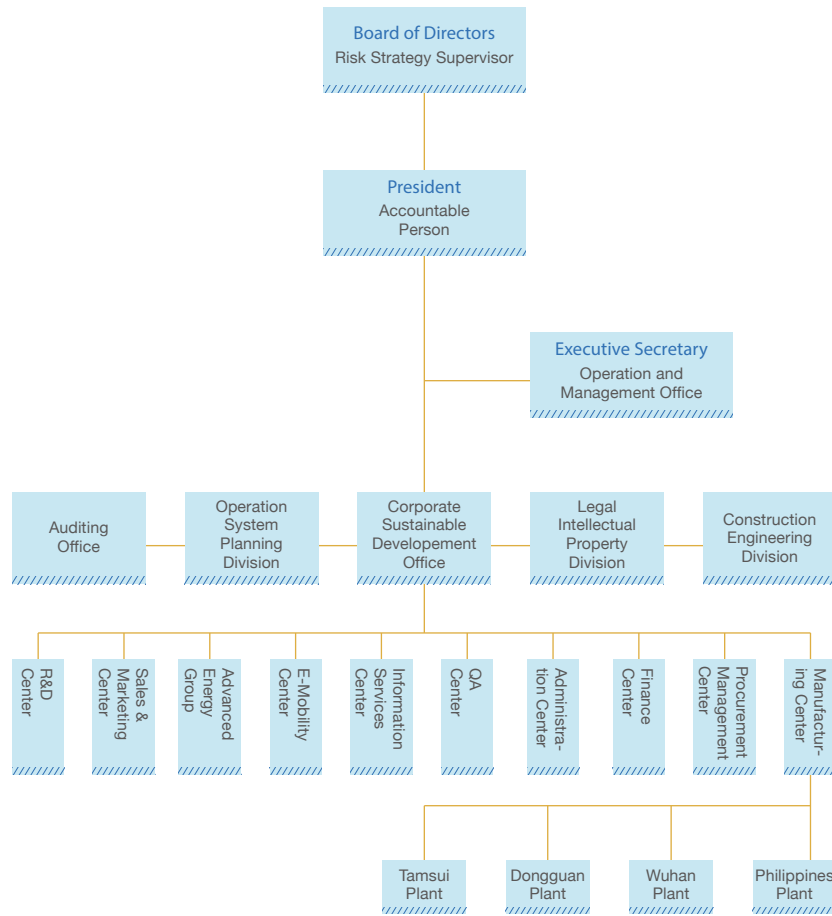 Board of Directors
Risk Strategy Supervisor
President
Accountable
Person
Executive Secretary
Operation and
Management Office
Auditing
Office
Operation
System
Planning
Division
Corporate
Sustainable
Developement
Office
Legal
Intellectual
Property
Division
Construction
Engineering
Division
R&D
Center
Sales &
Marketing
Center
Advanced
Energy
Group
E-Mobility
Center
Information
Services
Center
QA
Center
Administra-
tion Center
Finance
Center
Procurement
Management
Center
Manufactur-
ing Center
Tamsui
Plant
Dongguan
Plant
Wuhan
Plant
Philippines
Plant